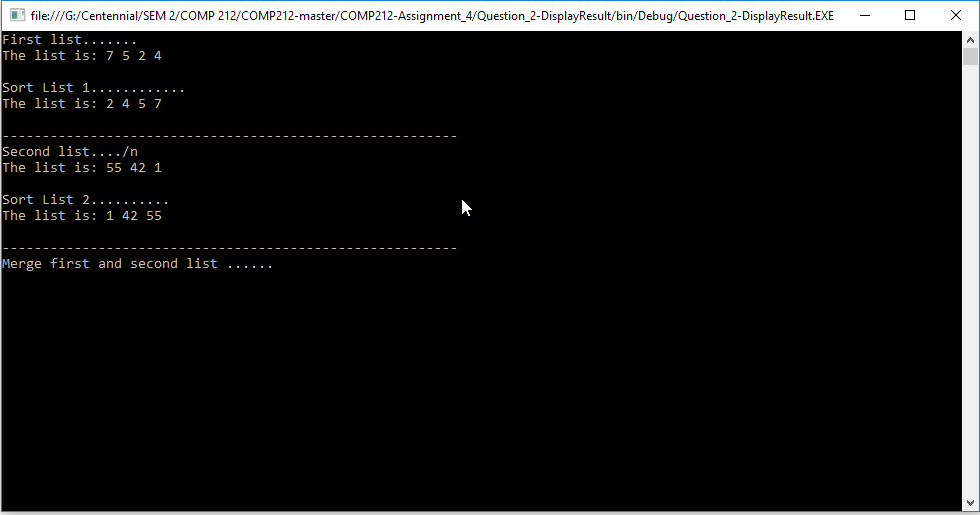 file:///G:/Centennial/SEM 2/COMP 212/COMP212-master/COMP212-Assignment_4/Question_2-DisplayResult/bin/Debug/Question_2-DisplayResult.EXE
First list.......
The list is: 7 5 2 4
Sort List 1............
The list is: 2 4 5 7
---------------------------------------------------------
Second list..../n
The list is: 55 42 1
Sort List 2..........
The list is: 1 42 55
---------------------------------------------------------
Merge first and second list ......